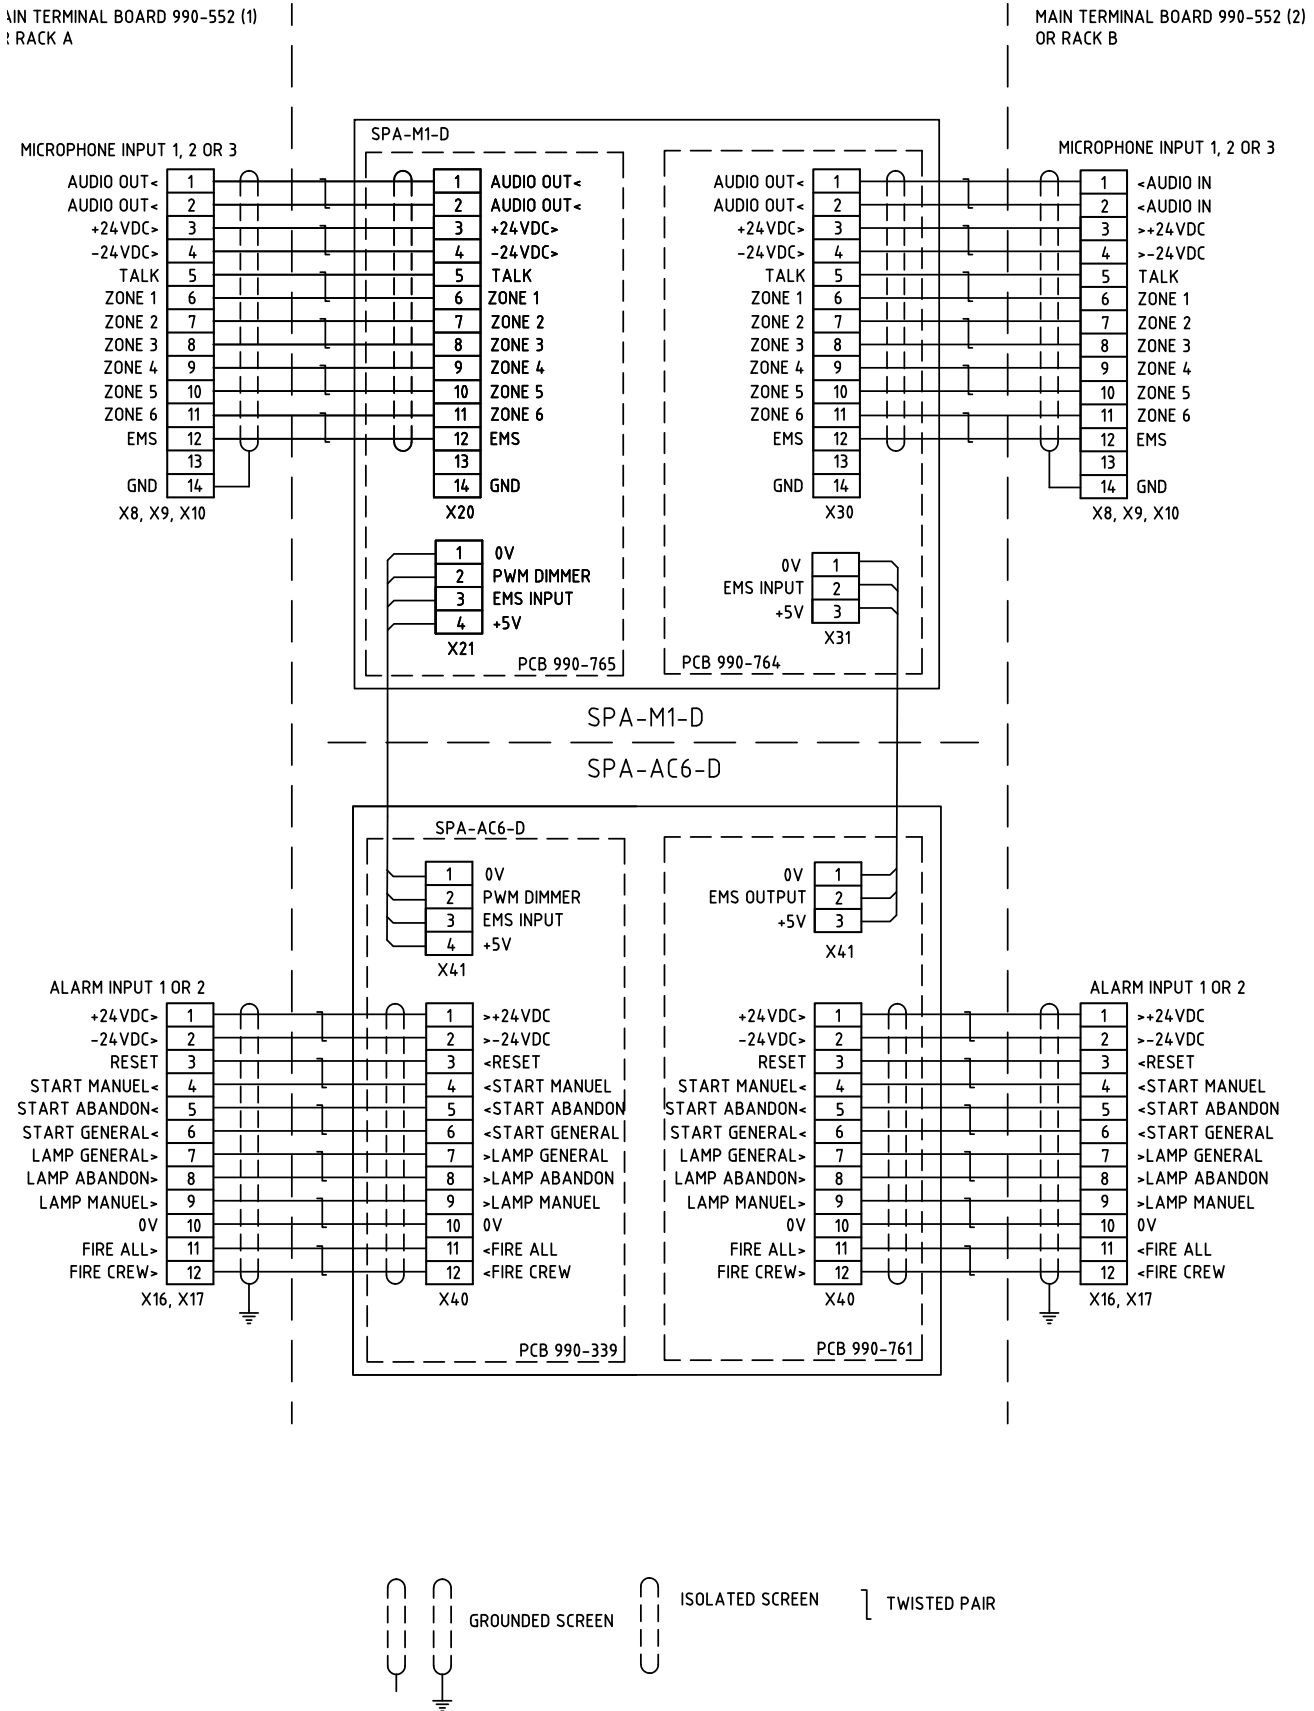 AIN TERMINAL BOARD 990-552 (1)
RACK A
MAIN TERMINAL BOARD 990-552 (2)
OR RACK B
SPA-M1-D
MICROPHONE INPUT 1, 2 OR 3
MICROPHONE INPUT 1, 2 OR 3
AUDIO OUT< 1 1 AUDIO OUT< AUDIO OUT< 1 1 <AUDIO IN
AUDIO OUT< 2 2 AUDIO OUT< AUDIO OUT< 2 2 <AUDIO IN
+24VDC> 3 3 +24VDC> +24VDC> 3 3 >+24VDC
-24VDC> 4 4 -24VDC> -24VDC> 4 4 >-24VDC
TALK 5 5 TALK TALK 5 5 TALK
ZONE 1 6 6 ZONE 1 ZONE 1 6 6 ZONE 1
ZONE 2 7 7 ZONE 2 ZONE 2 7 7 ZONE 2
ZONE 3 8 8 ZONE 3 ZONE 3 8 8 ZONE 3
ZONE 4 9 9 ZONE 4 ZONE 4 9 9 ZONE 4
ZONE 5 10 10 ZONE 5 ZONE 5 10 10 ZONE 5
ZONE 6 11 11 ZONE 6 ZONE 6 11 11 ZONE 6
EMS 12 12 EMS EMS 12 12 EMS
13 13 13 13
GND 14 14 GND GND 14 14 GND
X8, X9, X10 X20 X30 X8, X9, X10
1 0V
2 PWM DIMMER
3 EMS INPUT
4 +5V
X21
PCB 990-765
0V 1
EMS INPUT 2
+5V 3
X31
PCB 990-764
SPA-M1-D
SPA-AC6-D
SPA-AC6-D
1 0V
2 PWM DIMMER
3 EMS INPUT
4 +5V
X41
0V 1
EMS OUTPUT 2
+5V 3
X41
ALARM INPUT 1 OR 2
ALARM INPUT 1 OR 2
+24VDC> 1 1 >+24VDC +24VDC> 1 1 >+24VDC
-24VDC> 2 2 >-24VDC -24VDC> 2 2 >-24VDC
RESET 3 3 <RESET RESET 3 3 <RESET
START MANUEL< 4 4 <START MANUEL START MANUEL< 4 4 <START MANUEL
START ABANDON< 5 5 <START ABANDON START ABANDON< 5 5 <START ABANDON
START GENERAL< 6 6 <START GENERAL START GENERAL< 6 6 <START GENERAL
LAMP GENERAL> 7 7 >LAMP GENERAL LAMP GENERAL> 7 7 >LAMP GENERAL
LAMP ABANDON> 8 8 >LAMP ABANDON LAMP ABANDON> 8 8 >LAMP ABANDON
LAMP MANUEL> 9 9 >LAMP MANUEL LAMP MANUEL> 9 9 >LAMP MANUEL
0V 10 10 0V 0V 10 10 0V
FIRE ALL> 11 11 <FIRE ALL FIRE ALL> 11 11 <FIRE ALL
FIRE CREW> 12 12 <FIRE CREW FIRE CREW> 12 12 <FIRE CREW
X16, X17 X40 X40 X16, X17
PCB 990-339
PCB 990-761
GROUNDED SCREEN
ISOLATED SCREEN
TWISTED PAIR